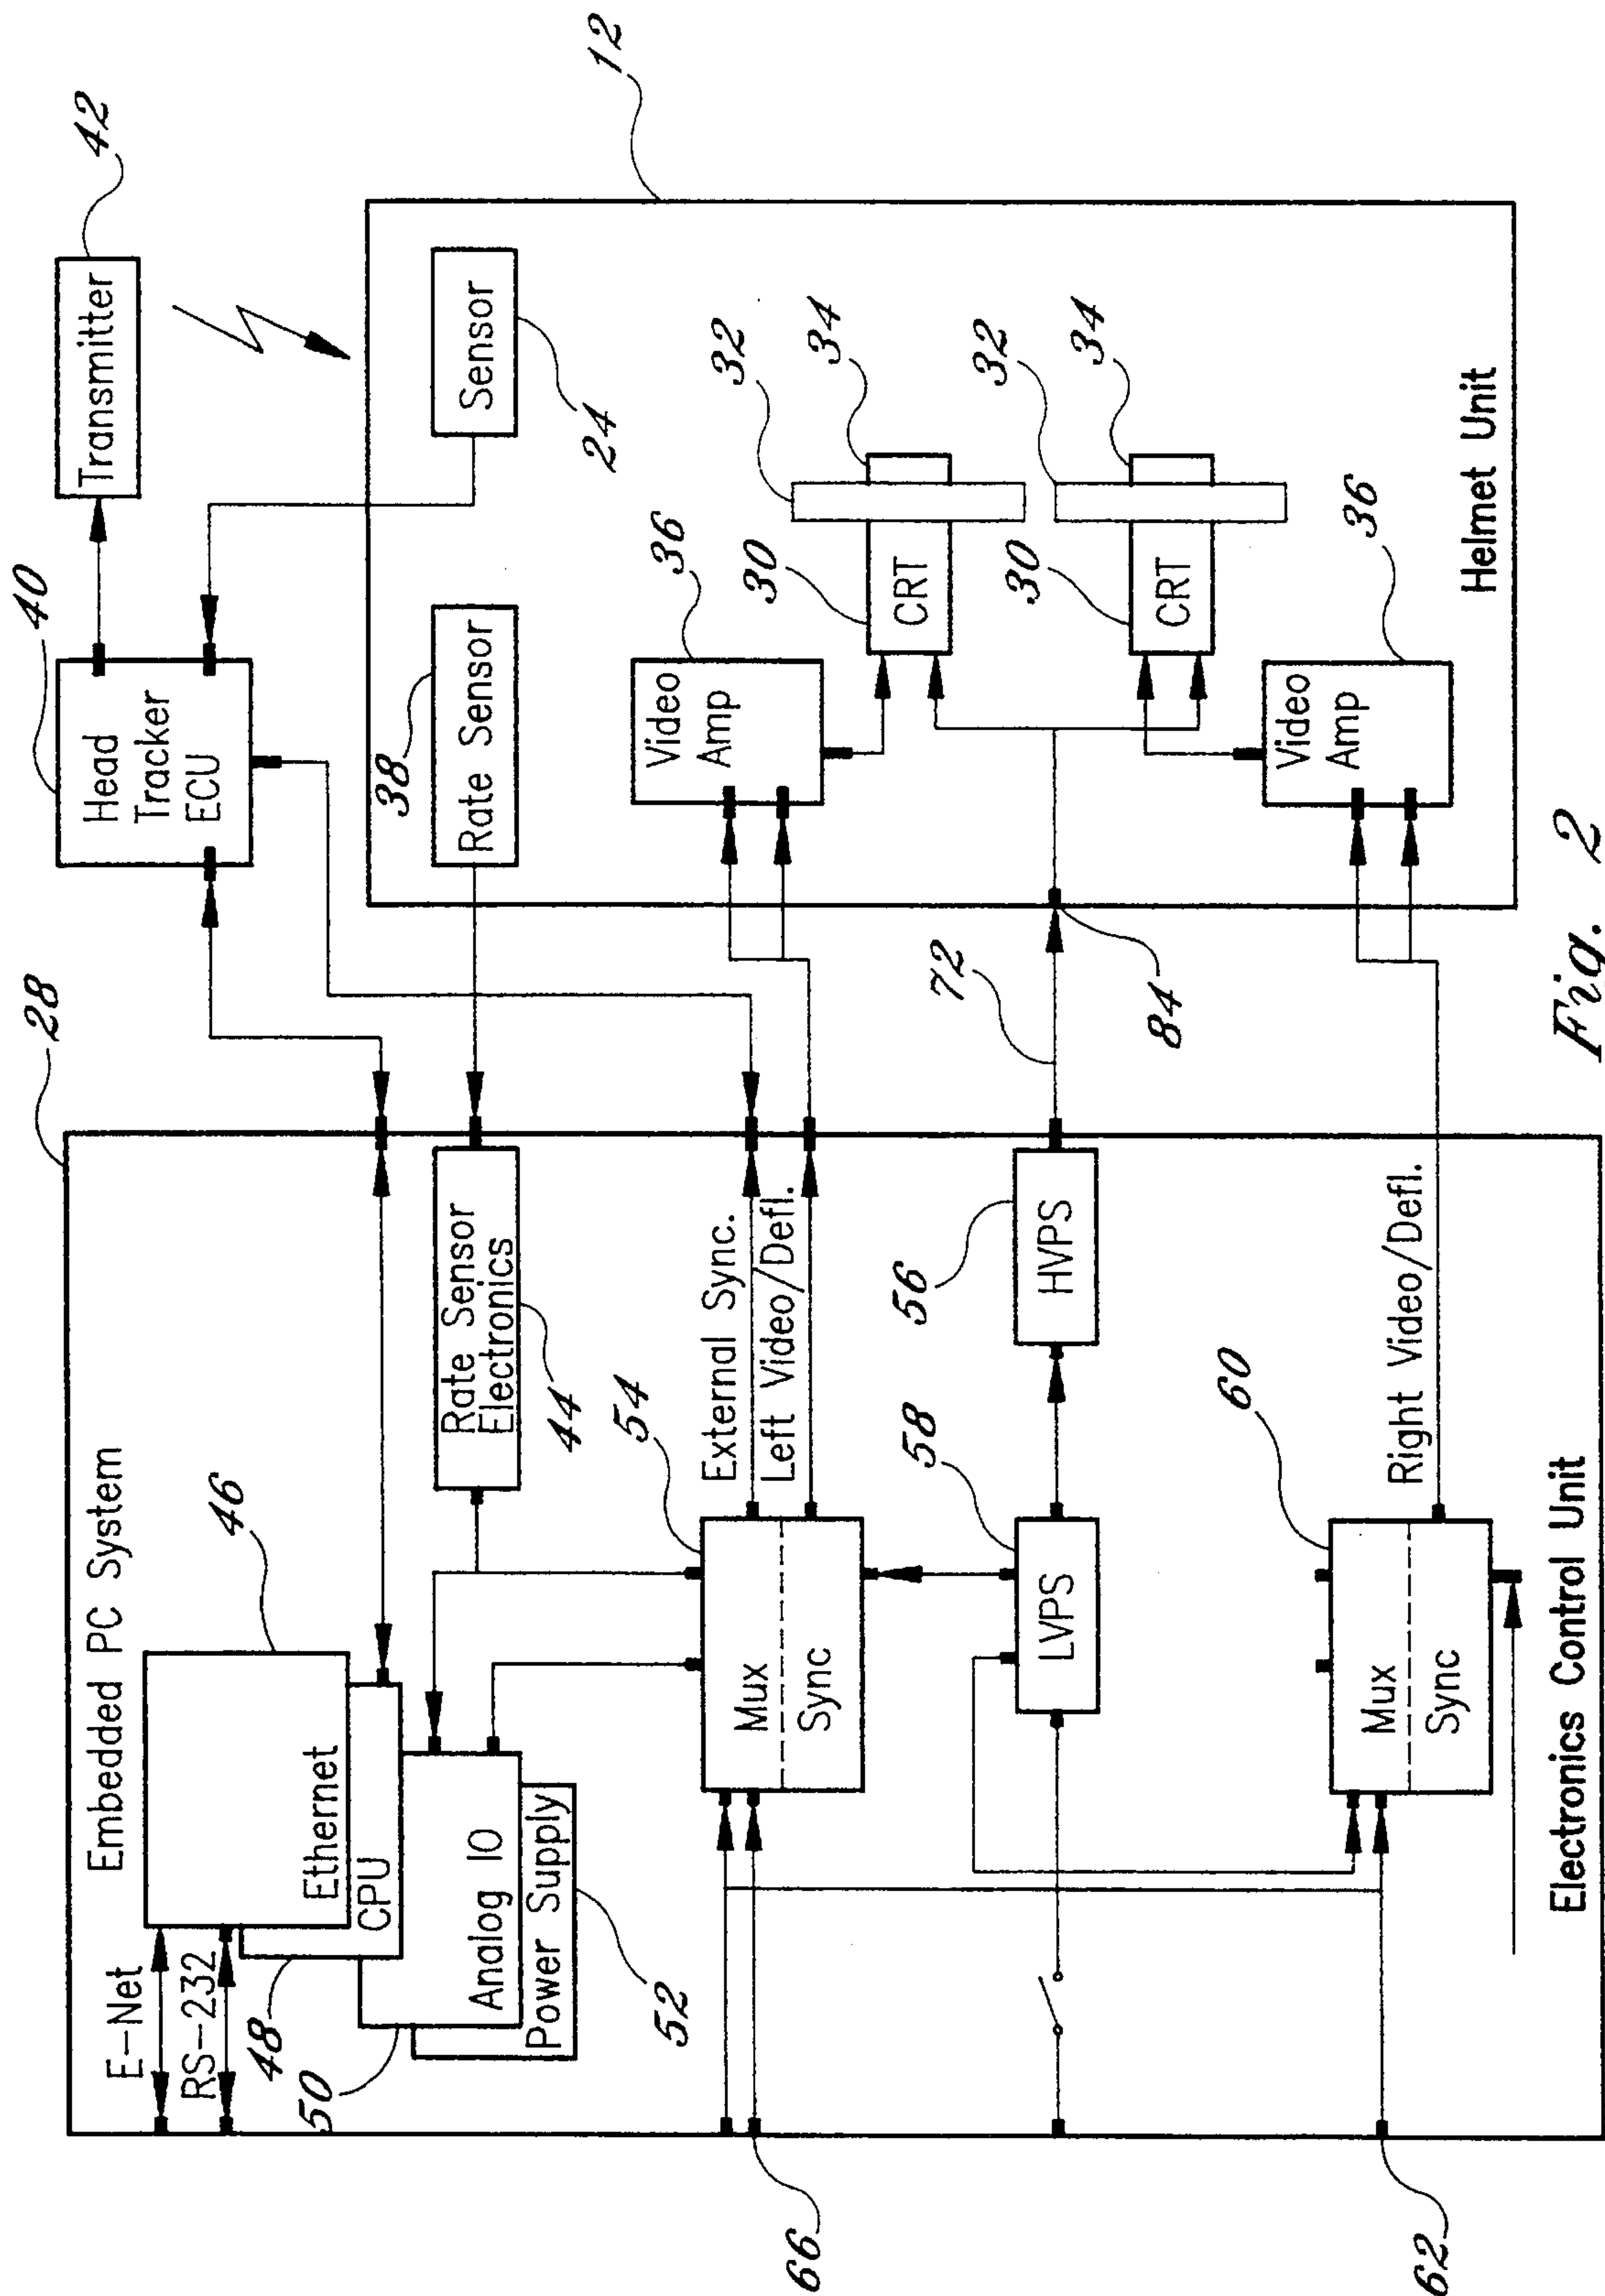 28
40
42
12
Embedded PC System
E-Net
RS-232
46
Ethernet
CPU
48
Analog IO
50
Power Supply
52
Rate Sensor
Electronics
44
Head
Tracker
ECU
Transmitter
38
Rate Sensor
Sensor
24
54
Mux
Sync
External Sync.
Left Video/Defl.
Video
Amp
36
30
CRT
32
34
66
58
LVPS
56
HVPS
72
84
30
CRT
32
34
60
Mux
Sync
Right Video/Defl.
Video
Amp
36
62
Electronics Control Unit
Helmet Unit
Fig. 2